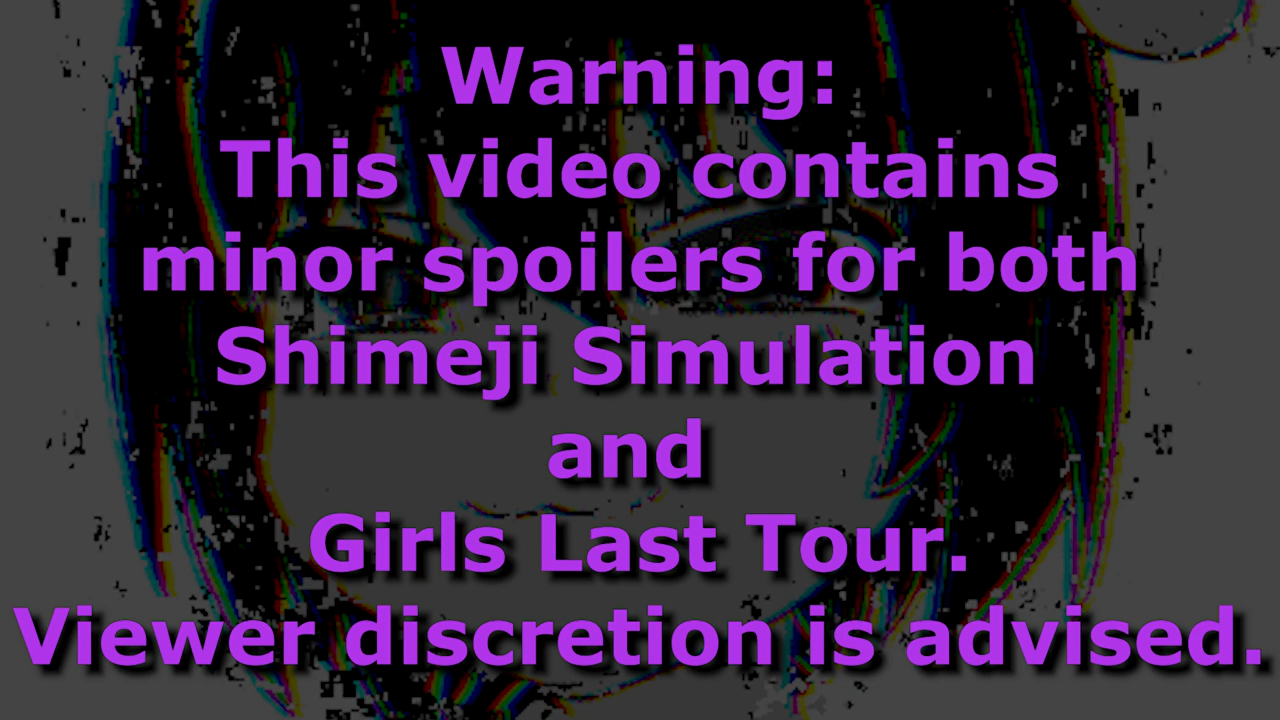 Warning:
This video contains
minor spoilers for both
Shimeji Simulation
and
Girls Last Tour.
Viewer discretion is advised.